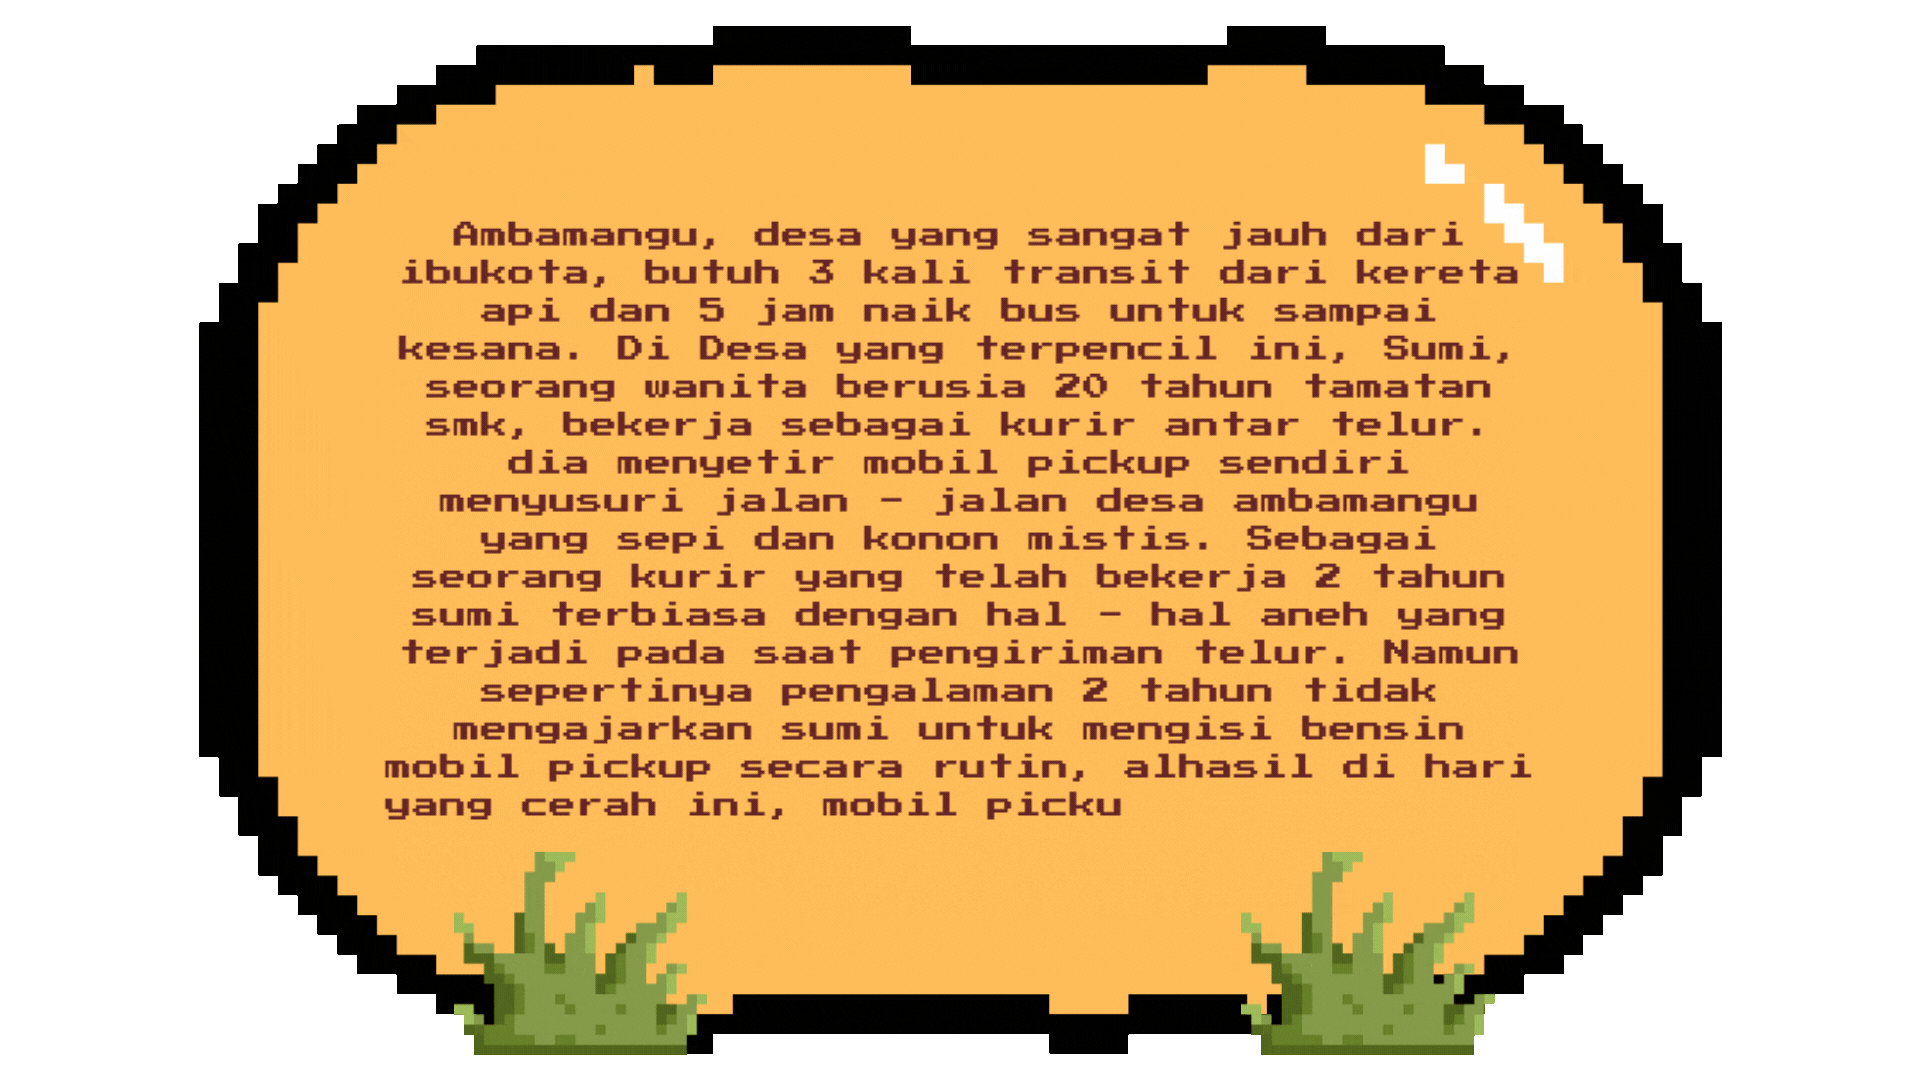 Ambamangu, desa yang sangat jauh dari
ibukota, butuh 3 kali transit dari kereta
api dan 5 jam naik bus untuk sampai
kesana. Di Desa yang terpencil ini, Sumi,
seorang wanita berusia 20 tahun tamatan
smk, bekerja sebagai kurir antar telur.
dia menyetir mobil pickup sendiri
menyusuri jalan - jalan desa ambamangu
yang sepi dan konon mistis. Sebagai
seorang kurir yang telah bekerja 2 tahun
sumi terbiasa dengan hal - hal aneh yang
terjadi pada saat pengiriman telur. Namun
sepertinya pengalaman 2 tahun tidak
mengajarkan sumi untuk mengisi bensin
mobil pickup secara rutin, alhasil di hari
yang cerah ini, mobil picku